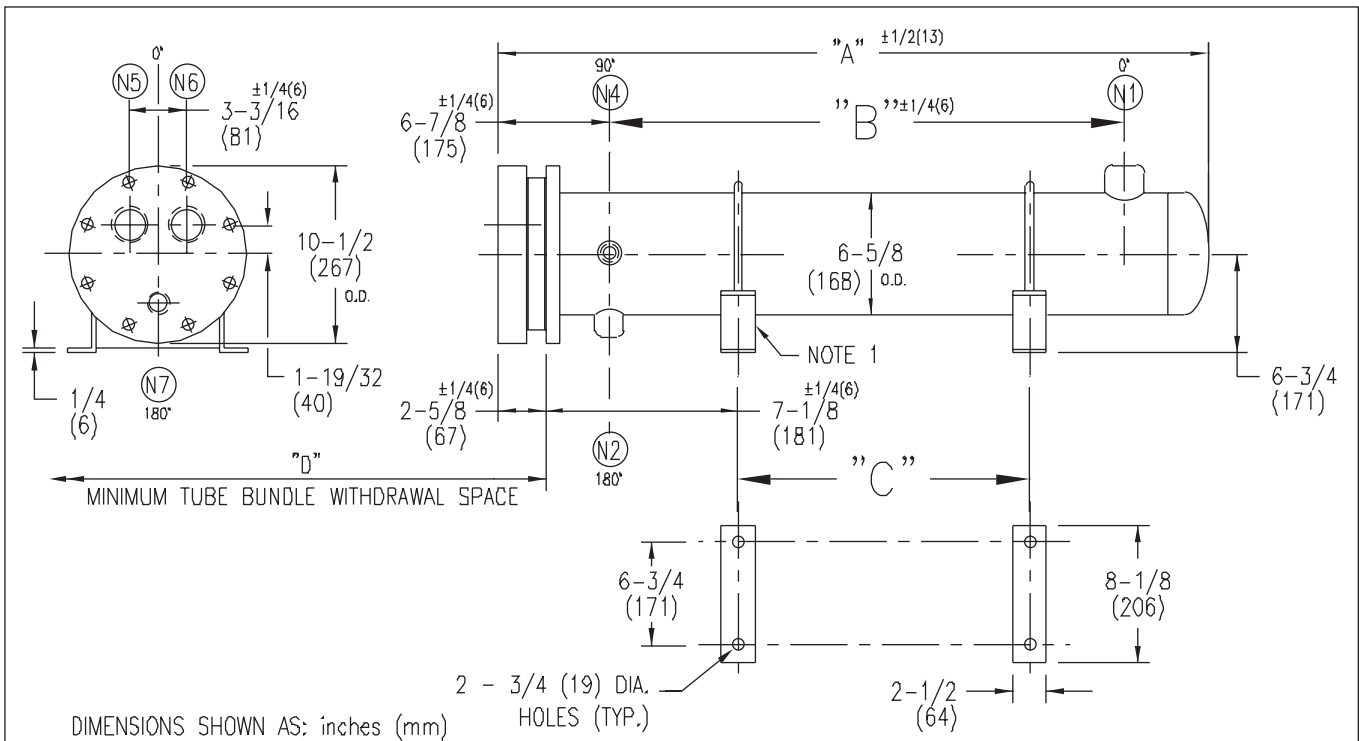 0°
N5 N6
±1/4(6)
3-3/16
(81)
10-1/2
(267)
O.D.
1-19/32
(40)
1/4
(6)
N7
180°
"A" ±1/2(13)
90°
N4
±1/4(6)
6-7/8
(175)
"B" ±1/4(6)
0°
N1
6-5/8
(168) O.D.
NOTE 1
6-3/4
(171)
±1/4(6)
2-5/8
(67)
±1/4(6)
7-1/8
(181)
N2
180°
"D"
MINIMUM TUBE BUNDLE WITHDRAWAL SPACE
"C"
6-3/4
(171)
8-1/8
(206)
2 - 3/4 (19) DIA.
HOLES (TYP.)
2-1/2
(64)
DIMENSIONS SHOWN AS: inches (mm)